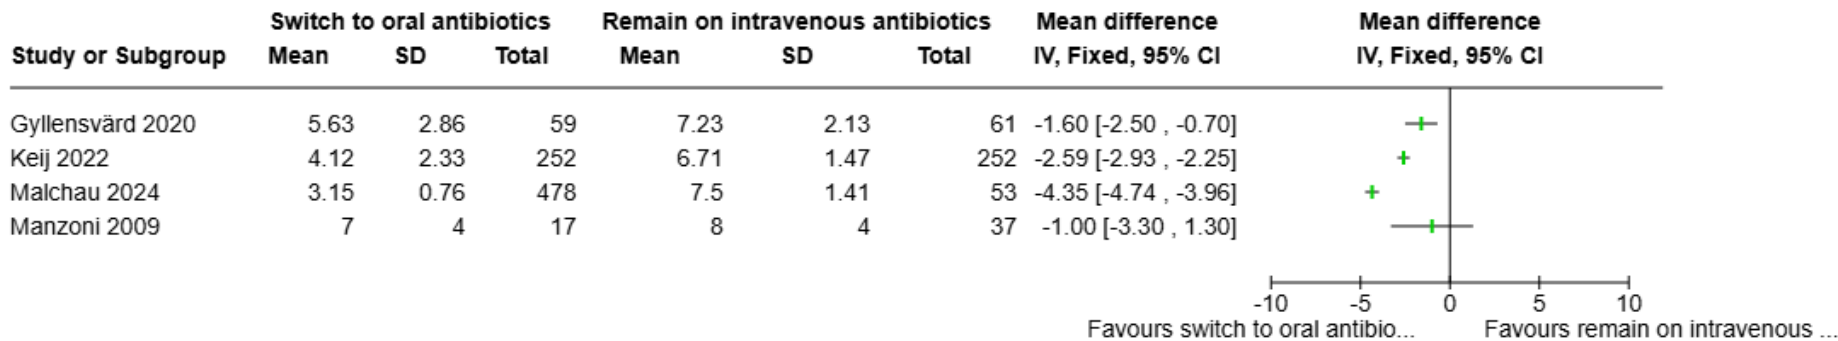 Switch to oral antibiotics Remain on intravenous antibiotics Mean difference Mean difference
Study or Subgroup Mean SD Total Mean SD Total IV, Fixed, 95% CI IV, Fixed, 95% CI
Gyllensvärd 2020 5.63 2.86 59 7.23 2.13 61 -1.60 [-2.50 , -0.70]
Keij 2022 4.12 2.33 252 6.71 1.47 252 -2.59 [-2.93 , -2.25]
Malchau 2024 3.15 0.76 478 7.5 1.41 53 -4.35 [-4.74 , -3.96]
Manzoni 2009 7 4 17 8 4 37 -1.00 [-3.30 , 1.30]
-10 -5 0 5 10
Favours switch to oral antibio... Favours remain on intravenous ...